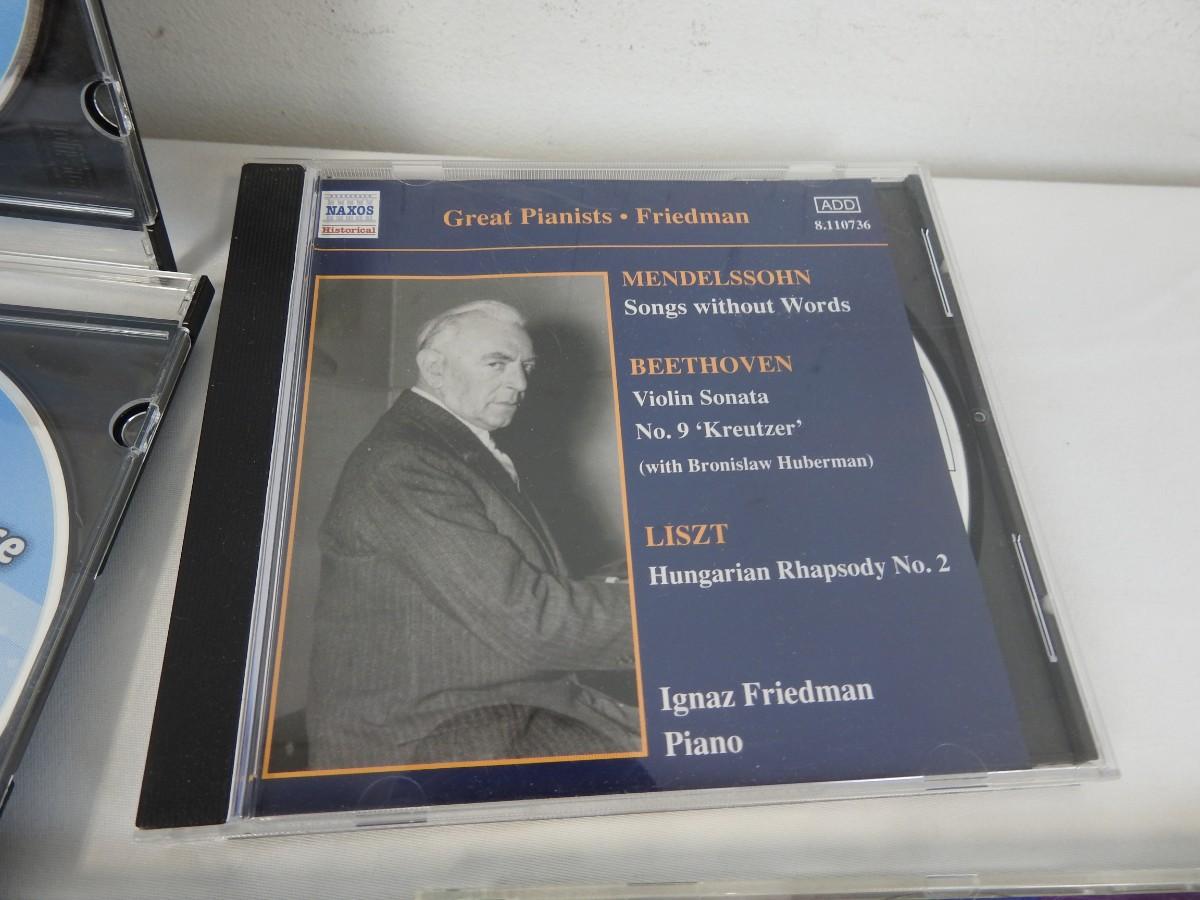 NAXOS
Historical
Great Pianists • Friedman
ADD
8.110736
MENDELSSOHN
Songs without Words
BEETHOVEN
Violin Sonata
No. 9 ‘Kreutzer’
(with Bronislaw Huberman)
LISZT
Hungarian Rhapsody No. 2
Ignaz Friedman
Piano